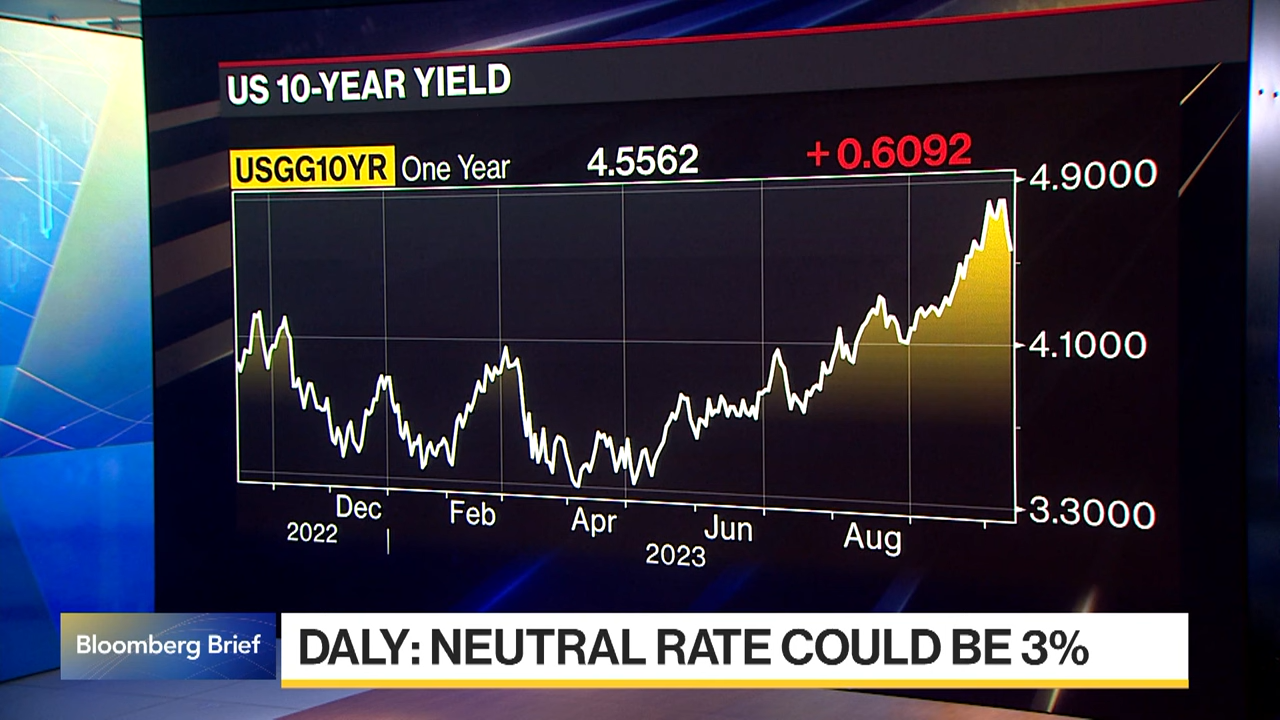 US 10-YEAR YIELD
USGG10YR One Year 4.5562 +0.6092
4.9000
4.1000
3.3000
Dec Feb Apr Jun Aug
2022 2023
Bloomberg Brief
DALY: NEUTRAL RATE COULD BE 3%